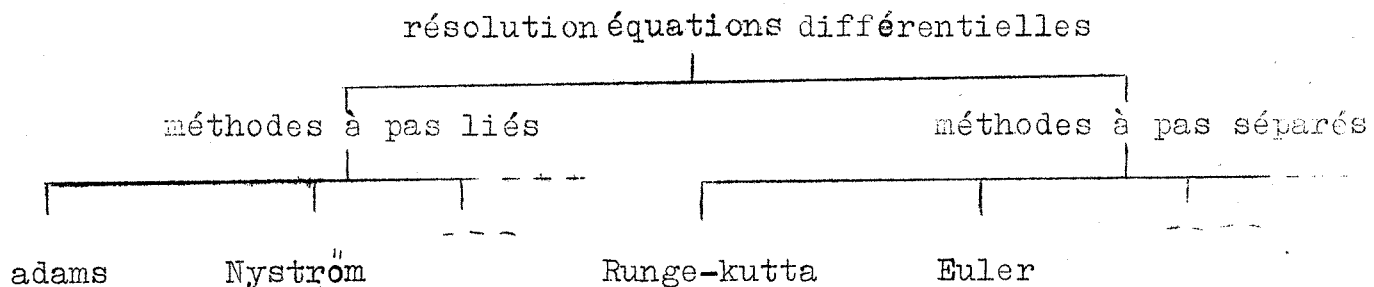 résolution équations différentielles
méthodes à pas liés méthodes à pas séparés
adams Nyström Runge-kutta Euler